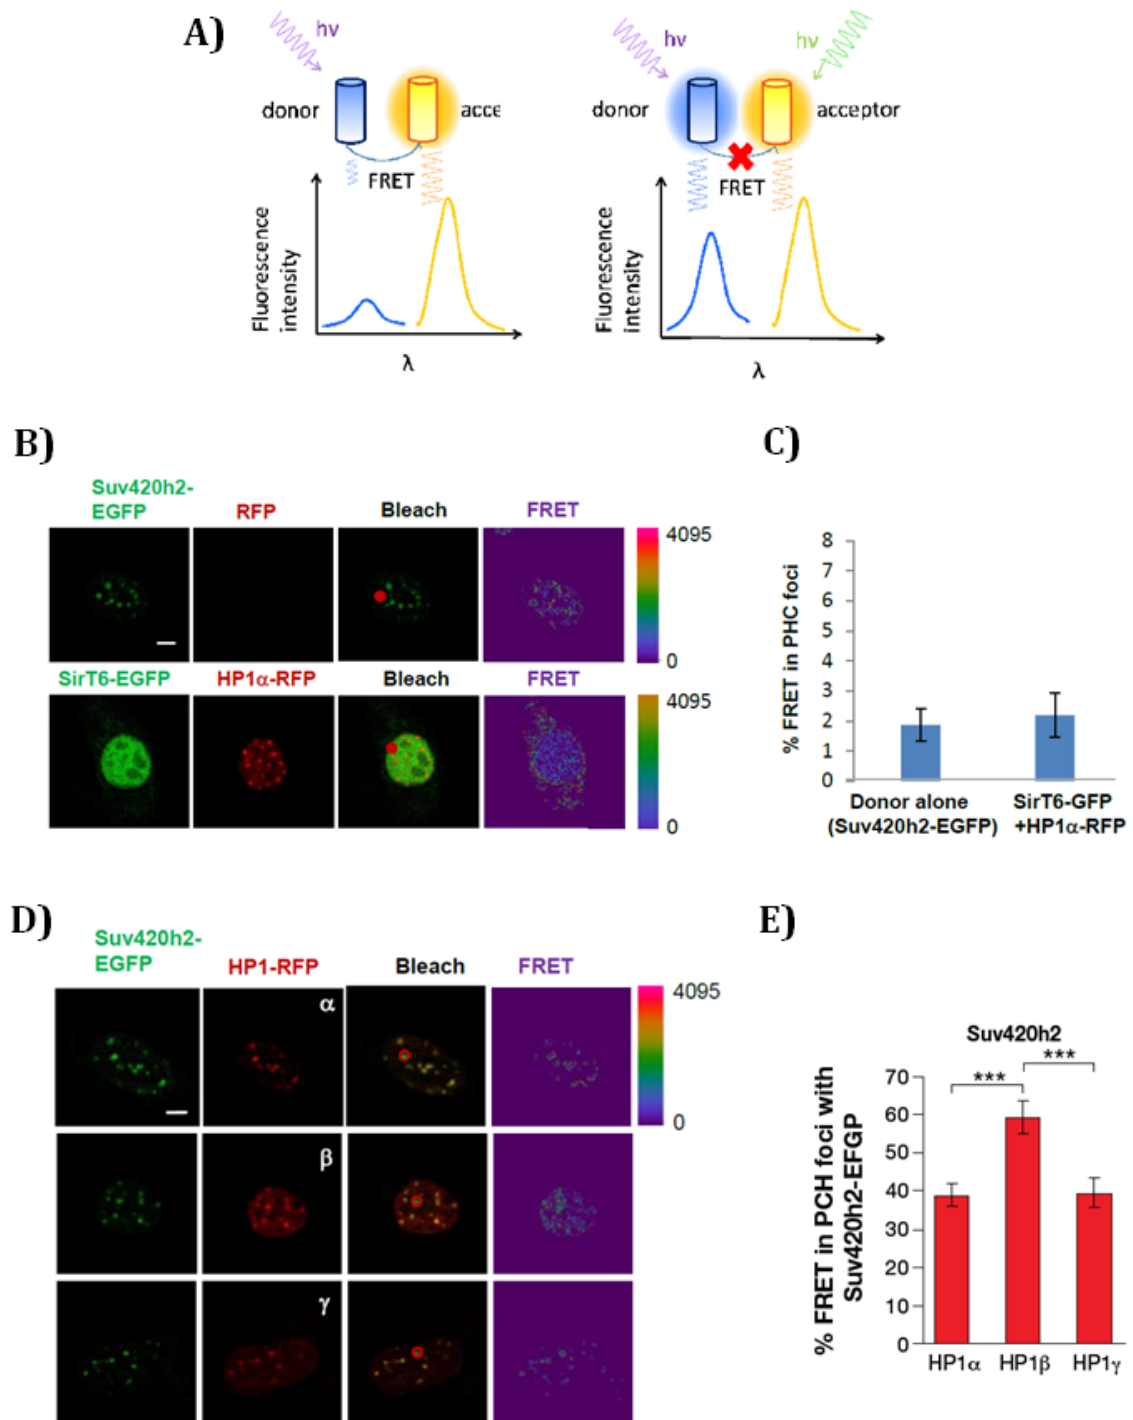 A)
hν
donor
acce
FRET
Fluorescence
intensity
λ
hν
hν
donor
acceptor
FRET
Fluorescence
intensity
λ
B)
Suv420h2-
EGFP
RFP
Bleach
FRET
4095
0
SirT6-EGFP
HP1α-RFP
Bleach
FRET
4095
0
C)
% FRET in PHC foci
8
7
6
5
4
3
2
1
0
Donor alone
(Suv420h2-EGFP)
SirT6-GFP
+HP1α-RFP
D)
Suv420h2-
EGFP
HP1-RFP
Bleach
FRET
α
4095
0
β
γ
E)
Suv420h2
***
***
% FRET in PCH foci with
Suv420h2-EFGP
70
60
50
40
30
20
10
0
HP1α
HP1β
HP1γ